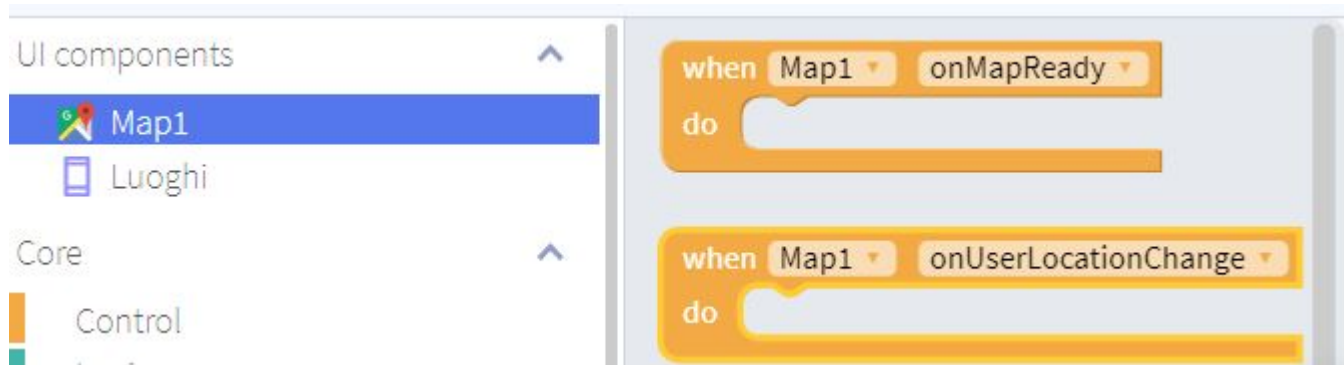 UI components
Map1
Luoghi
Core
Control
when Map1 onMapReady
do
when Map1 onUserLocationChange
do